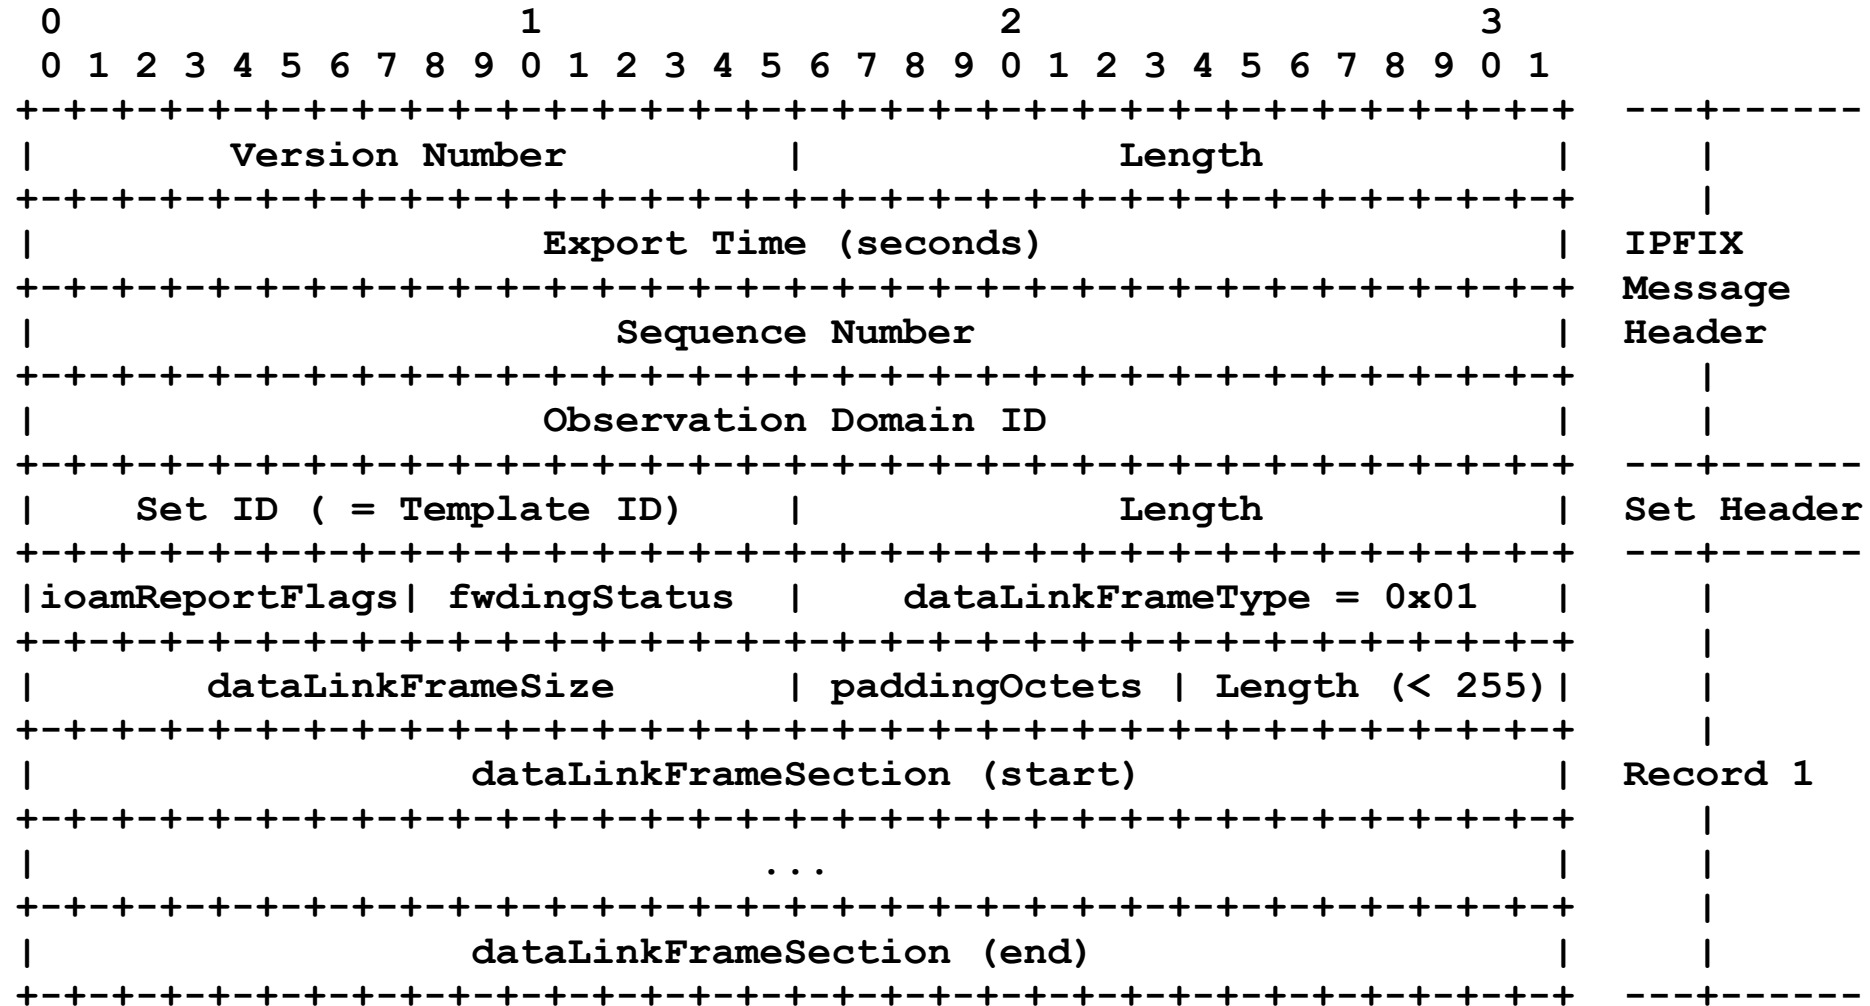 0                   1                   2                   3
 0 1 2 3 4 5 6 7 8 9 0 1 2 3 4 5 6 7 8 9 0 1 2 3 4 5 6 7 8 9 0 1
+-+-+-+-+-+-+-+-+-+-+-+-+-+-+-+-+-+-+-+-+-+-+-+-+-+-+-+-+-+-+-+-+  ---+------
|        Version Number         |             Length            |     |
+-+-+-+-+-+-+-+-+-+-+-+-+-+-+-+-+-+-+-+-+-+-+-+-+-+-+-+-+-+-+-+-+     |
|                     Export Time (seconds)                     |  IPFIX
+-+-+-+-+-+-+-+-+-+-+-+-+-+-+-+-+-+-+-+-+-+-+-+-+-+-+-+-+-+-+-+-+  Message
|                        Sequence Number                        |  Header
+-+-+-+-+-+-+-+-+-+-+-+-+-+-+-+-+-+-+-+-+-+-+-+-+-+-+-+-+-+-+-+-+     |
|                     Observation Domain ID                     |     |
+-+-+-+-+-+-+-+-+-+-+-+-+-+-+-+-+-+-+-+-+-+-+-+-+-+-+-+-+-+-+-+-+  ---+------
|    Set ID ( = Template ID)    |             Length            |  Set Header
+-+-+-+-+-+-+-+-+-+-+-+-+-+-+-+-+-+-+-+-+-+-+-+-+-+-+-+-+-+-+-+-+  ---+------
|ioamReportFlags| fwdingStatus  |    dataLinkFrameType = 0x01   |     |
+-+-+-+-+-+-+-+-+-+-+-+-+-+-+-+-+-+-+-+-+-+-+-+-+-+-+-+-+-+-+-+-+     |
|       dataLinkFrameSize       | paddingOctets | Length (< 255)|     |
+-+-+-+-+-+-+-+-+-+-+-+-+-+-+-+-+-+-+-+-+-+-+-+-+-+-+-+-+-+-+-+-+     |
|                  dataLinkFrameSection (start)                 |  Record 1
+-+-+-+-+-+-+-+-+-+-+-+-+-+-+-+-+-+-+-+-+-+-+-+-+-+-+-+-+-+-+-+-+     |
|                              ...                              |     |
+-+-+-+-+-+-+-+-+-+-+-+-+-+-+-+-+-+-+-+-+-+-+-+-+-+-+-+-+-+-+-+-+     |
|                  dataLinkFrameSection (end)                   |     |
+-+-+-+-+-+-+-+-+-+-+-+-+-+-+-+-+-+-+-+-+-+-+-+-+-+-+-+-+-+-+-+-+  ---+------